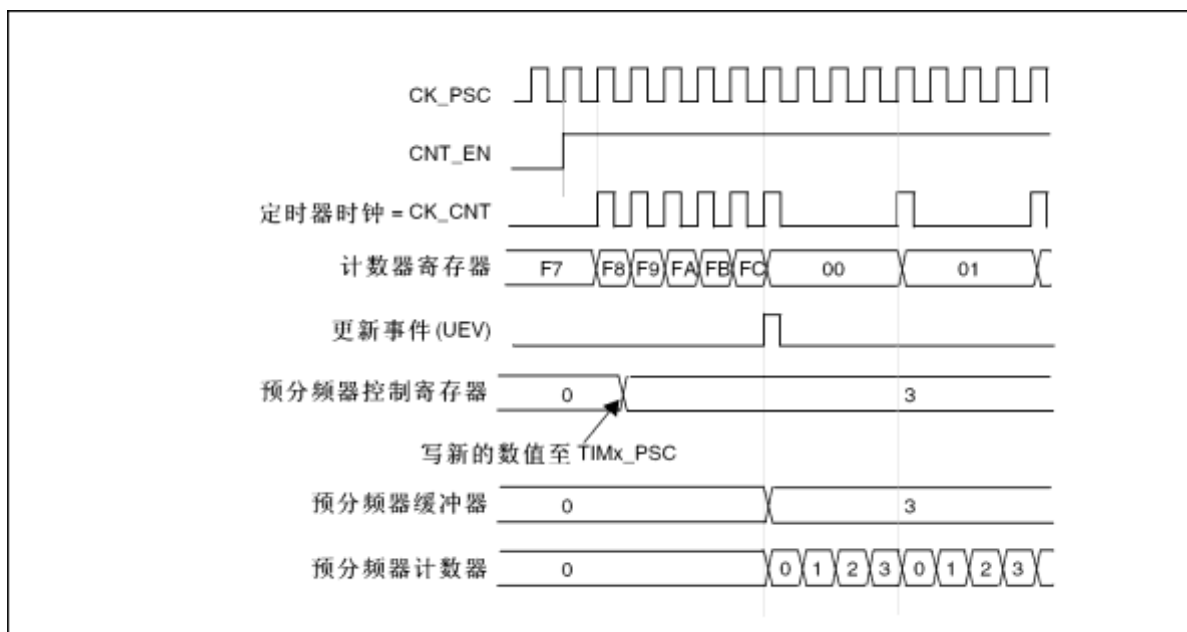 CK_PSC
CNT_EN
定时器时钟 = CK_CNT
计数器寄存器 F7 F8 F9 FA FB FC 00 01
更新事件(UEV)
预分频器控制寄存器 0 3
写新的数值至 TIMx_PSC
预分频器缓冲器 0 3
预分频器计数器 0 0 1 2 3 0 1 2 3